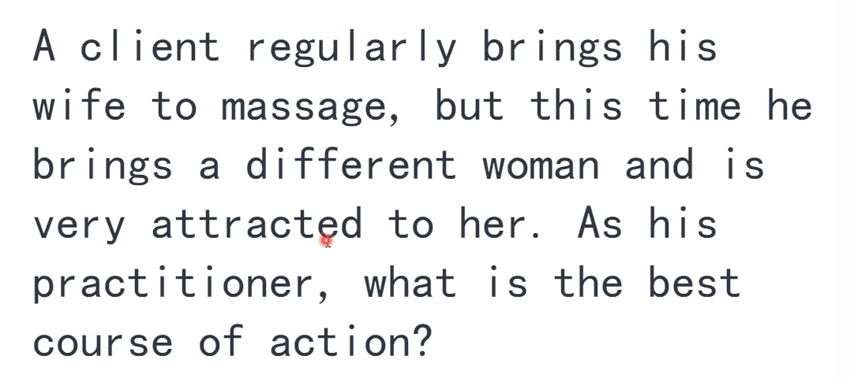 A client regularly brings his
wife to massage, but this time he
brings a different woman and is
very attracted to her. As his
practitioner, what is the best
course of action?